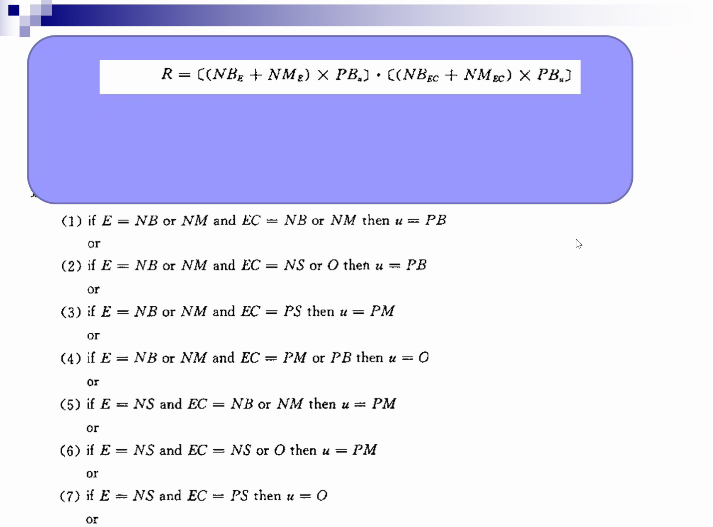 R = 〔(NB_E + NM_E) × PB_u〕 · 〔(NB_EC + NM_EC) × PB_u〕
(1) if E = NB or NM and EC = NB or NM then u = PB
or
(2) if E = NB or NM and EC = NS or O then u = PB
or
(3) if E = NB or NM and EC = PS then u = PM
or
(4) if E = NB or NM and EC = PM or PB then u = O
or
(5) if E = NS and EC = NB or NM then u = PM
or
(6) if E = NS and EC = NS or O then u = PM
or
(7) if E = NS and EC = PS then u = O
or